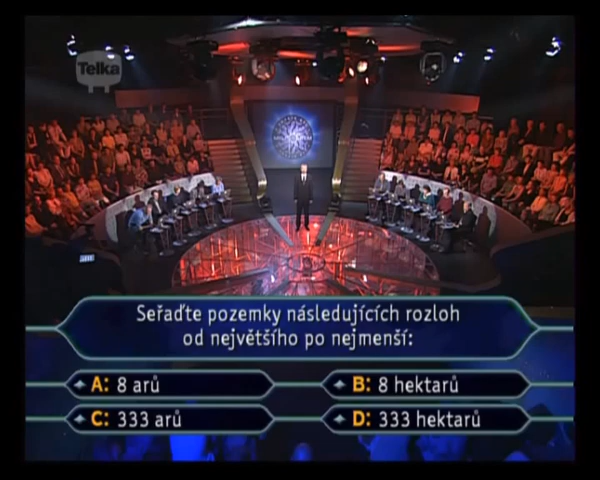 Telka
Seřaďte pozemky následujících rozloh
od největšího po nejmenší:
A: 8 arů
B: 8 hektarů
C: 333 arů
D: 333 hektarů